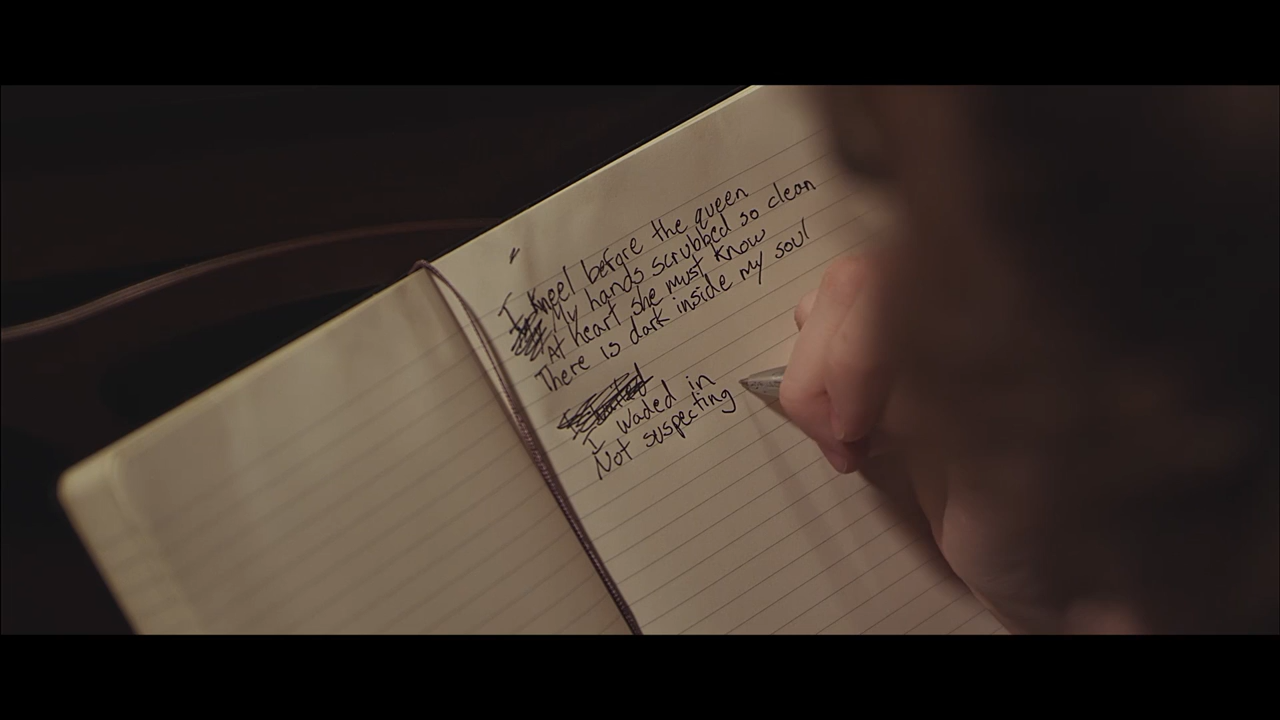 I kneel before the queen
My hands scrubbed so clean
At heart she must know
There is dark inside my soul
I waded in
Not suspecting